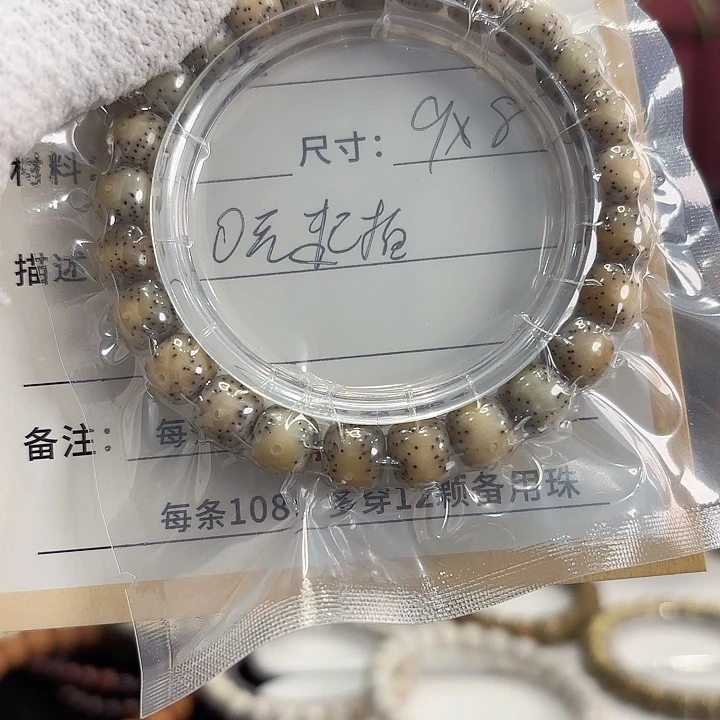 材料: 尺寸: 9X8
描述 0元起拍
备注: 每
每条108 多穿12颗备用珠